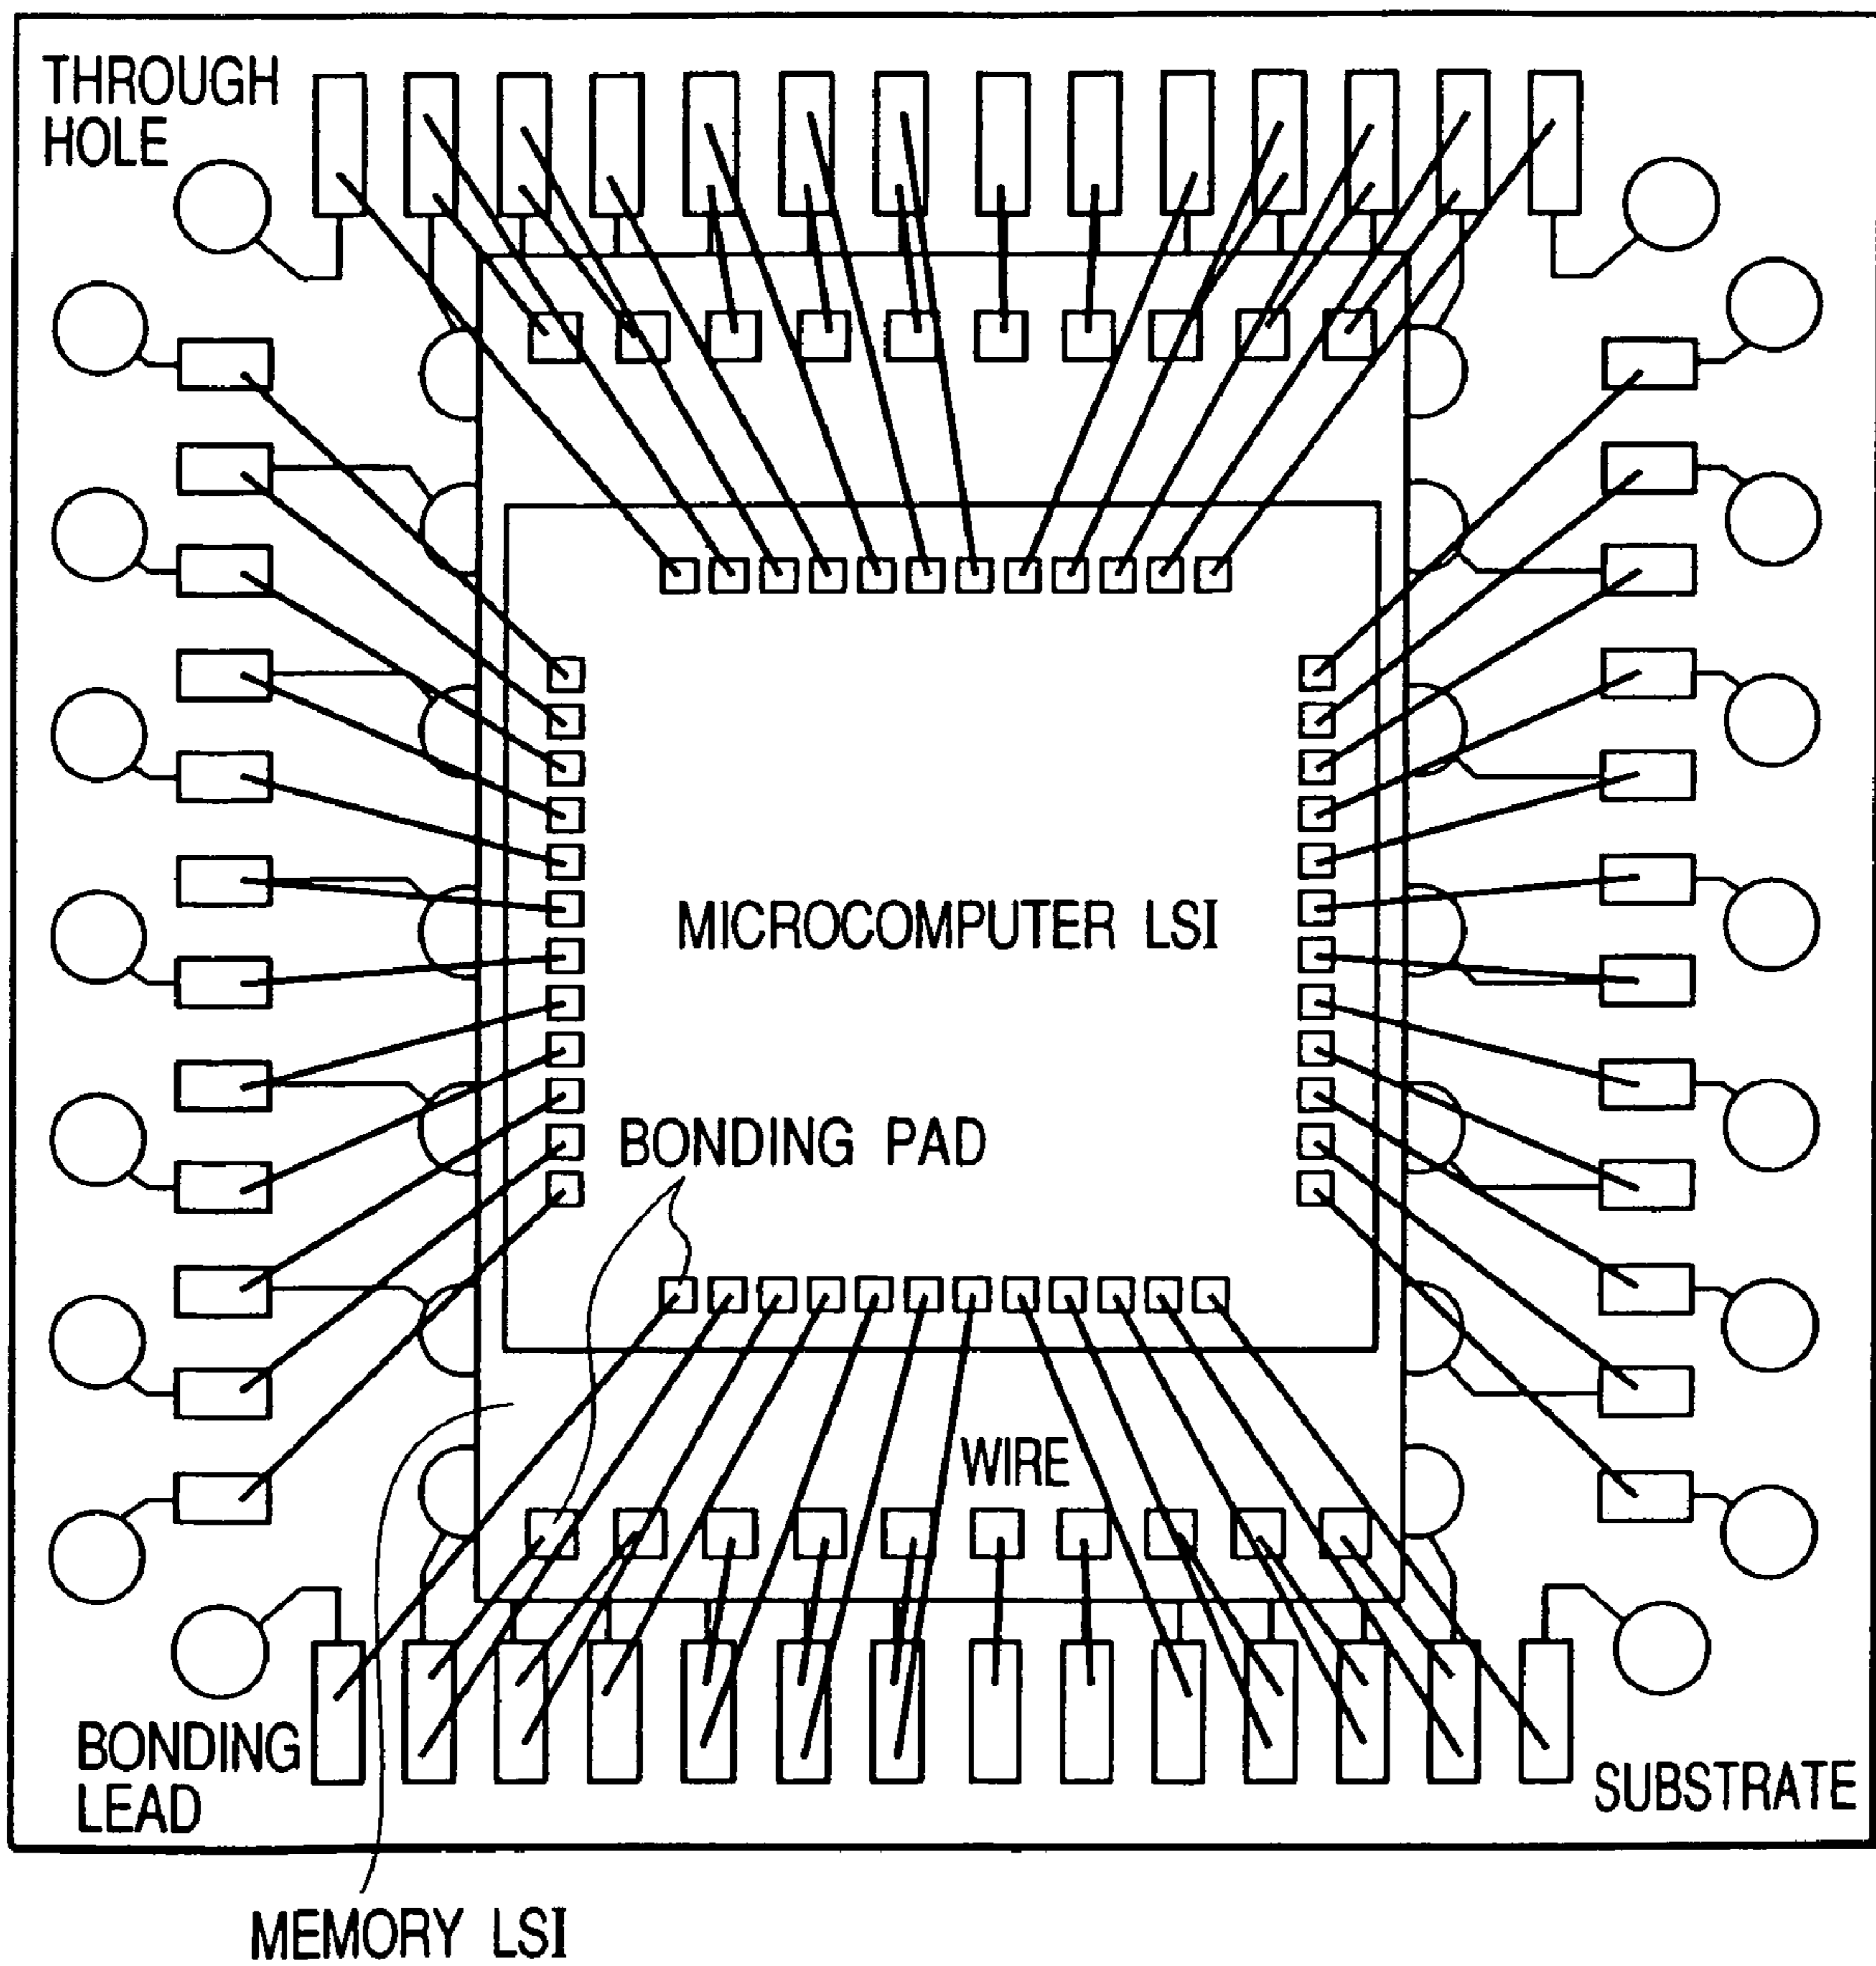 THROUGH
HOLE
MICROCOMPUTER LSI
BONDING PAD
WIRE
BONDING
LEAD
SUBSTRATE
MEMORY LSI